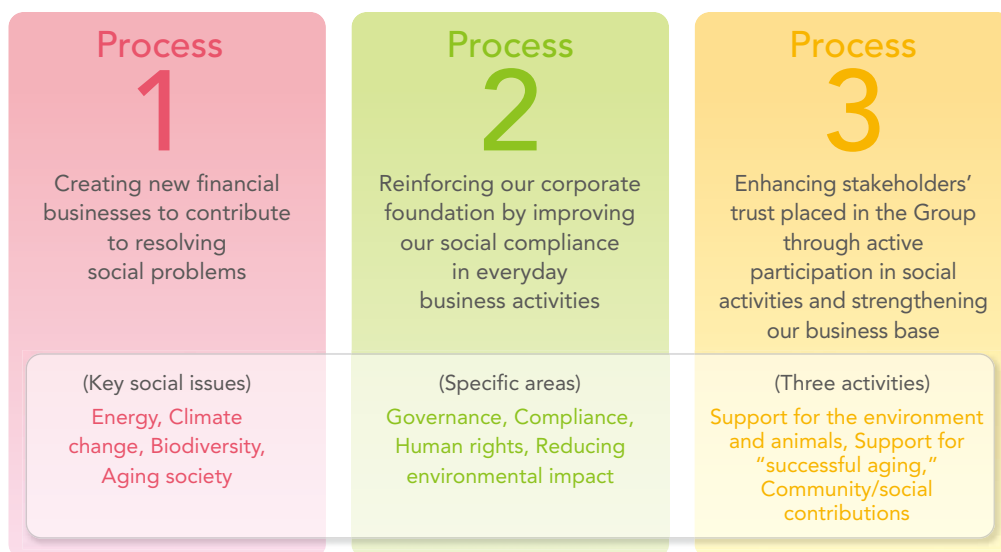 Process
1
Creating new financial
businesses to contribute
to resolving
social problems
(Key social issues)
Energy, Climate
change, Biodiversity,
Aging society
Process
2
Reinforcing our corporate
foundation by improving
our social compliance
in everyday
business activities
(Specific areas)
Governance, Compliance,
Human rights, Reducing
environmental impact
Process
3
Enhancing stakeholders’
trust placed in the Group
through active
participation in social
activities and strengthening
our business base
(Three activities)
Support for the environment
and animals, Support for
“successful aging,”
Community/social
contributions